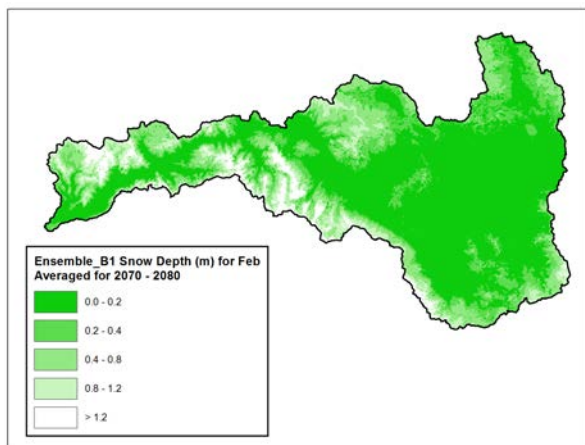 Ensemble_B1 Snow Depth (m) for Feb
Averaged for 2070 - 2080
0.0 - 0.2
0.2 - 0.4
0.4 - 0.8
0.8 - 1.2
> 1.2